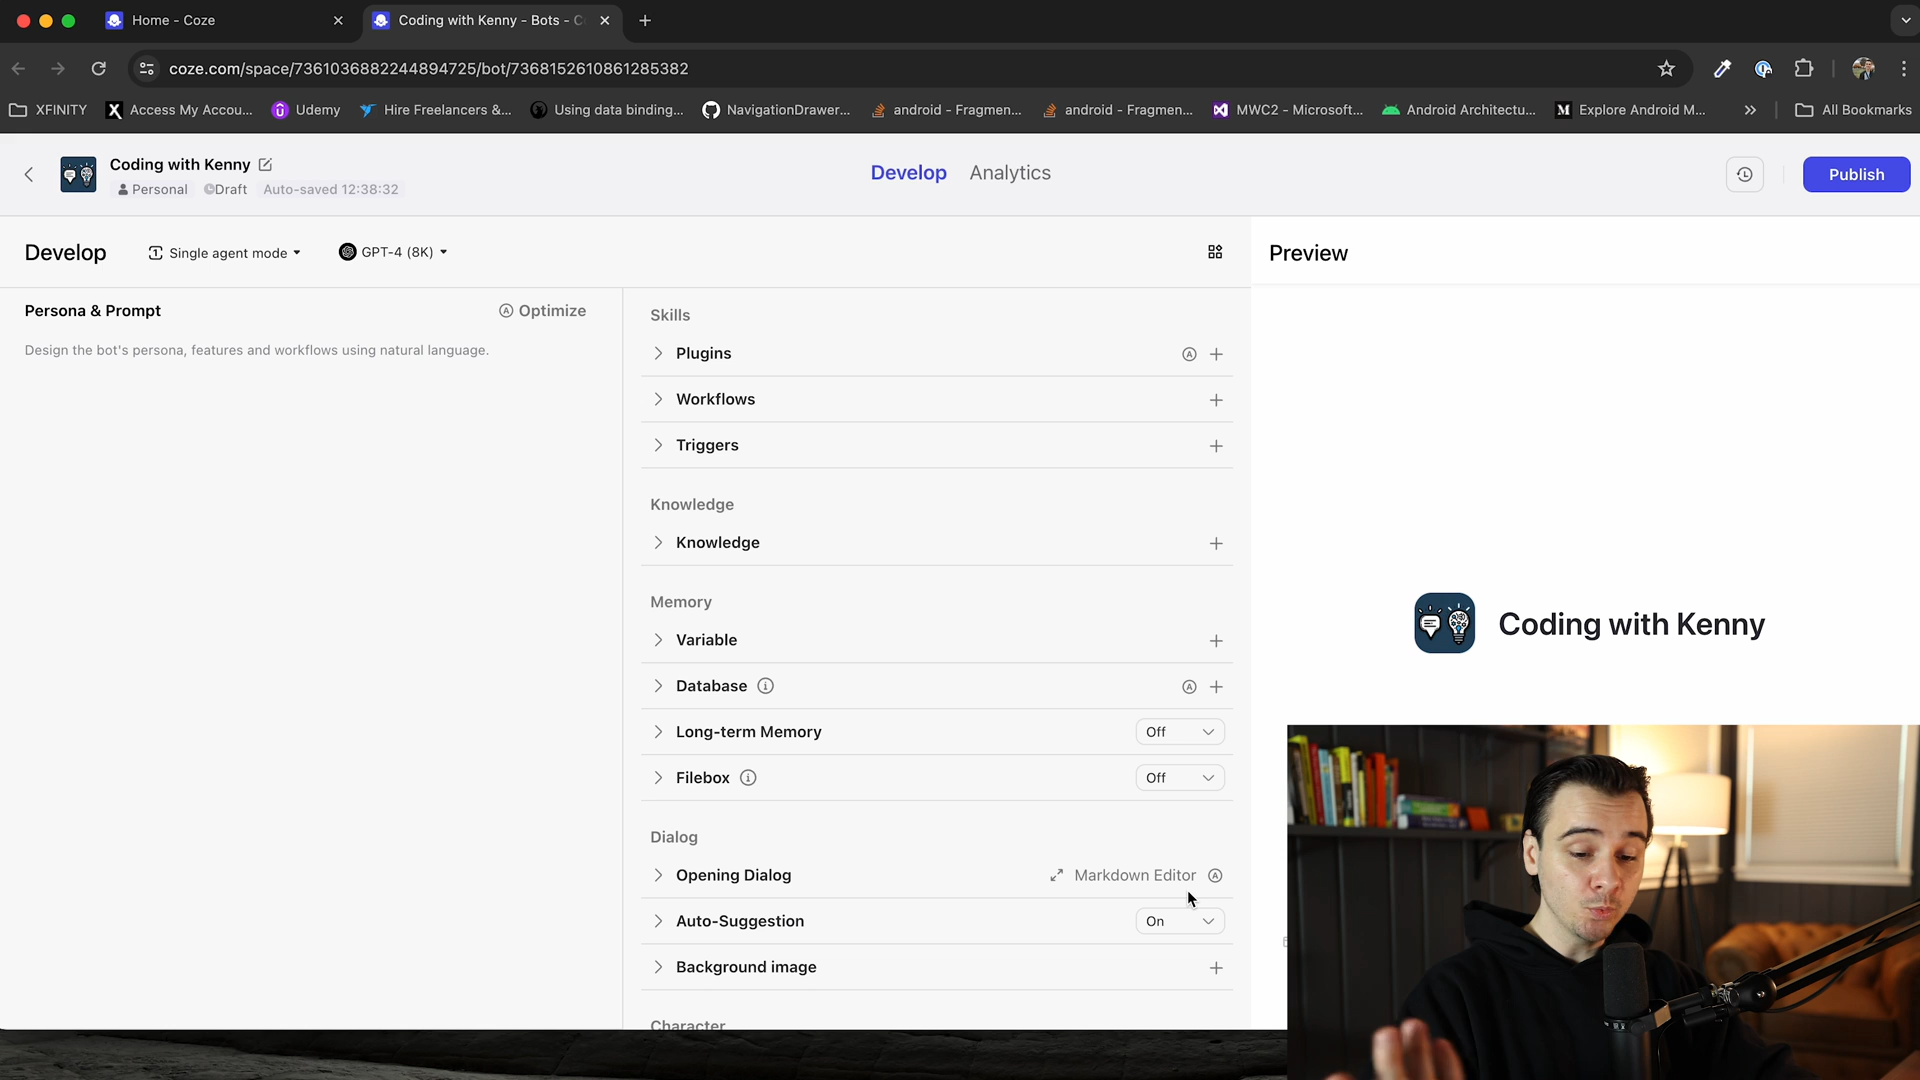 Home - Coze
Coding with Kenny - Bots - C
coze.com/space/7361036882244894725/bot/7368152610861285382
XFINITY
Access My Accou...
Udemy
Hire Freelancers &...
Using data binding...
NavigationDrawer...
android - Fragmen...
android - Fragmen...
MWC2 - Microsoft...
Android Architectu...
Explore Android M...
All Bookmarks
Coding with Kenny
Personal
Draft
Auto-saved 12:38:32
Develop
Analytics
Publish
Develop
Single agent mode
GPT-4 (8K)
Preview
Persona & Prompt
Optimize
Design the bot's persona, features and workflows using natural language.
Skills
Plugins
Workflows
Triggers
Knowledge
Knowledge
Memory
Variable
Database
Long-term Memory
Off
Filebox
Off
Dialog
Opening Dialog
Markdown Editor
Auto-Suggestion
On
Background image
Character
Coding with Kenny